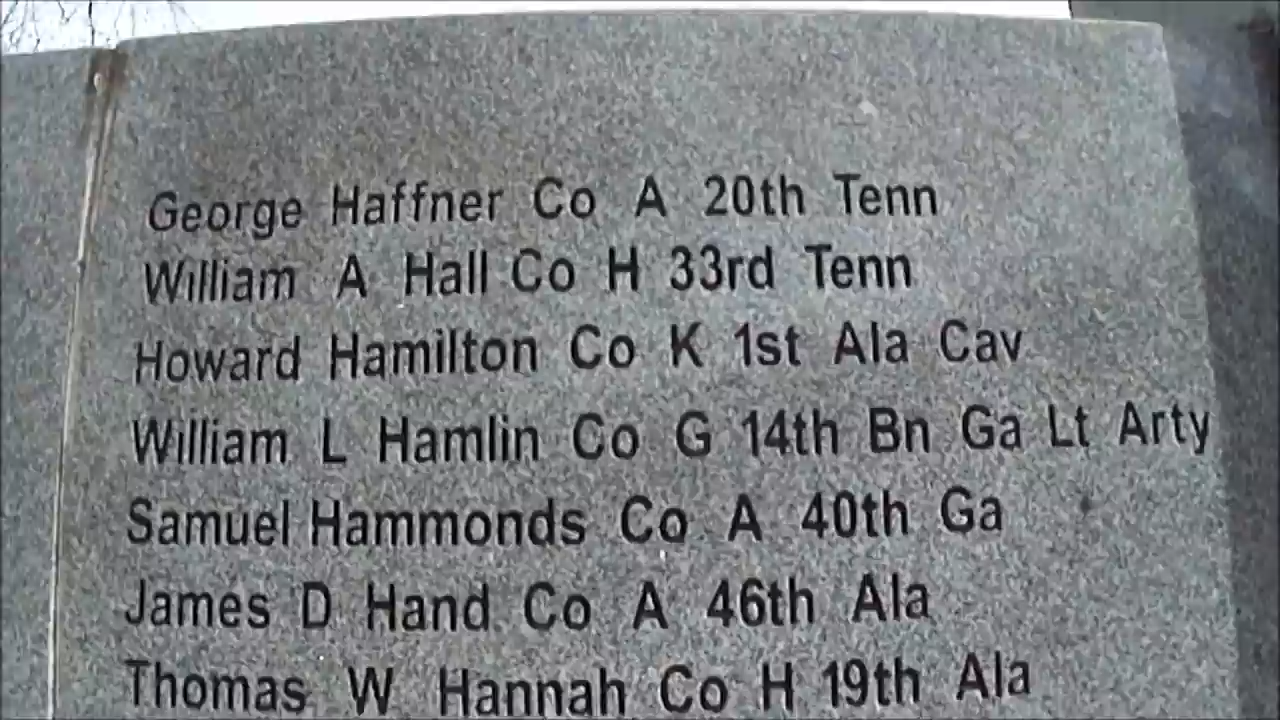 George Haffner Co A 20th Tenn
William A Hall Co H 33rd Tenn
Howard Hamilton Co K 1st Ala Cav
William L Hamlin Co G 14th Bn Ga Lt Arty
Samuel Hammonds Co A 40th Ga
James D Hand Co A 46th Ala
Thomas W Hannah Co H 19th Ala